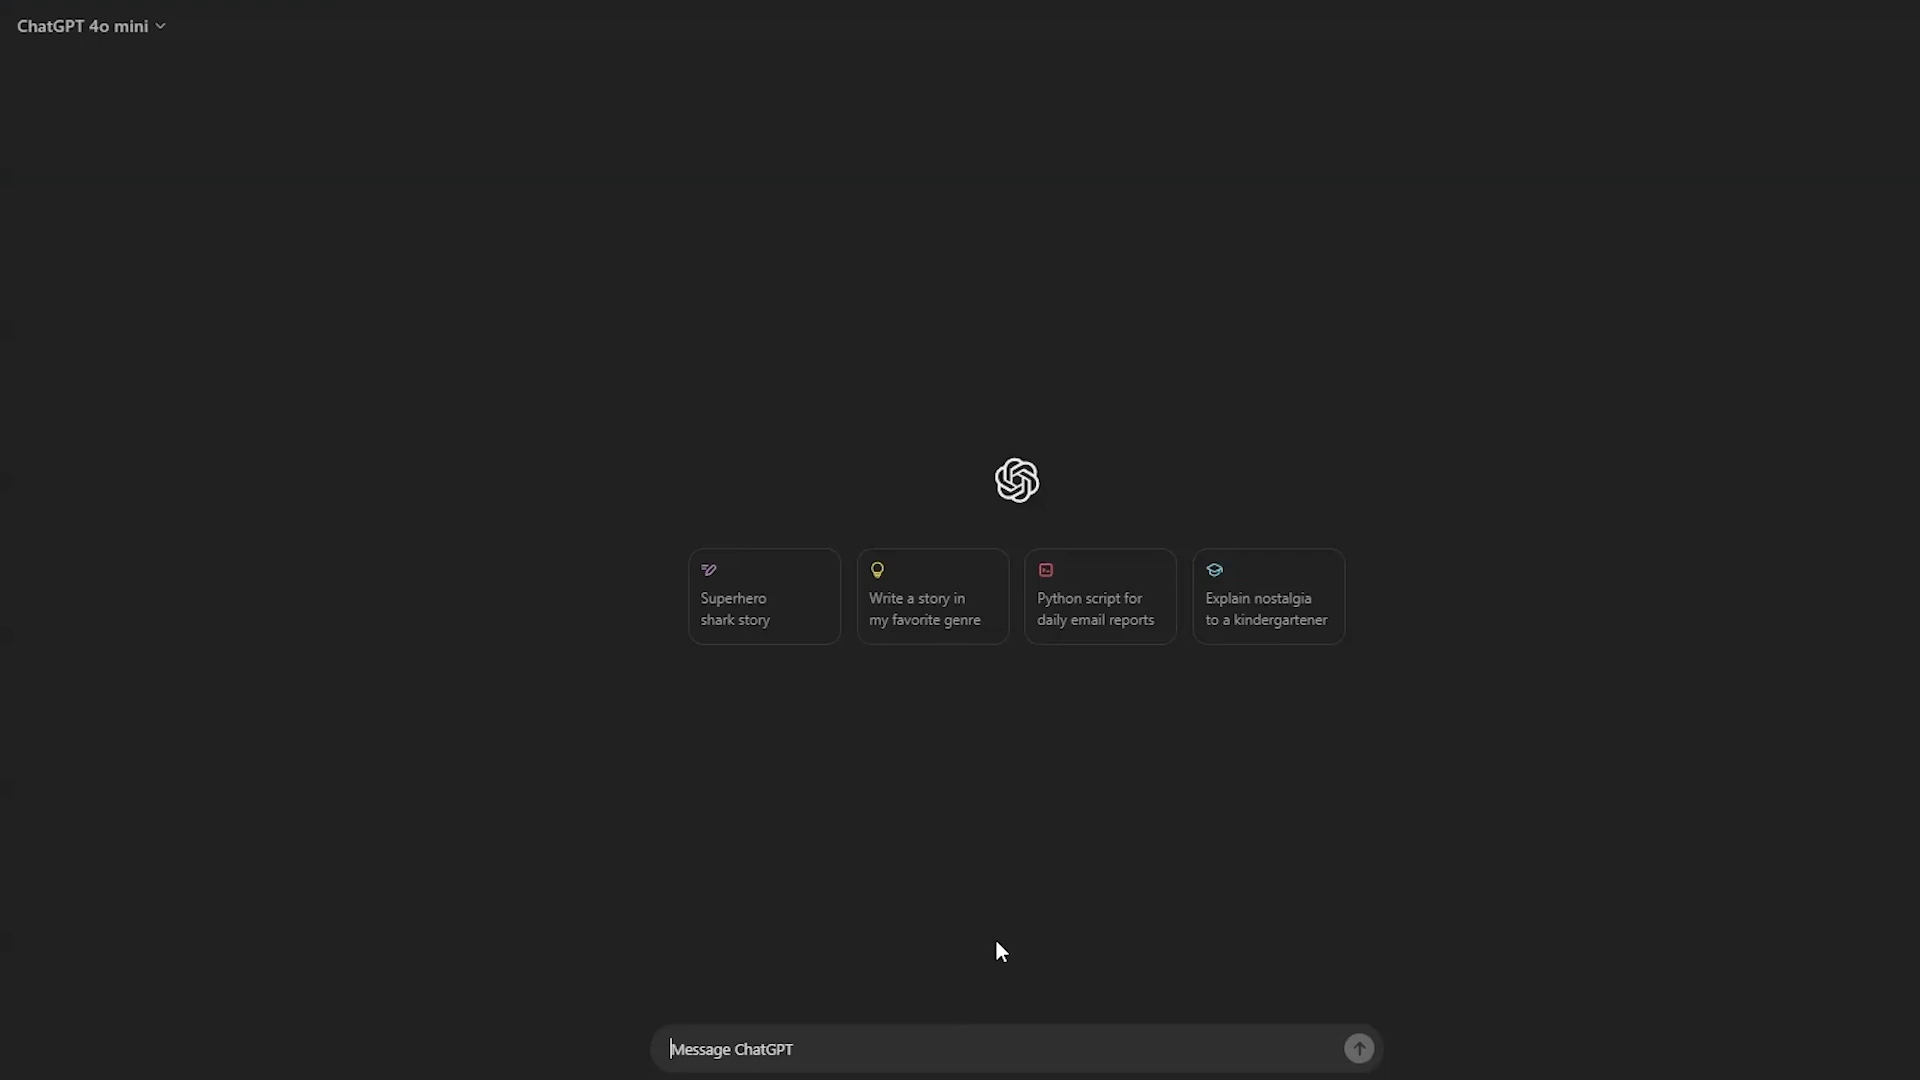 ChatGPT 4o mini
Superhero
shark story
Write a story in
my favorite genre
Python script for
daily email reports
Explain nostalgia
to a kindergartener
Message ChatGPT